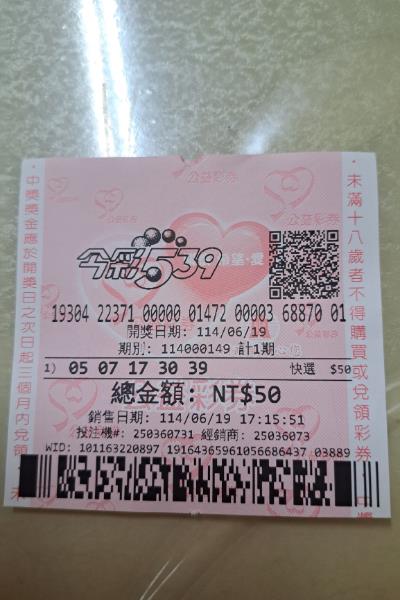 公益彩券
公益彩券
今彩539
19304 22371 00000 01472 00003 68870 01
開獎日期: 114/06/19
期別: 114000149 計1期
1) 05 07 17 30 39 快選 $50
總金額: NT$50
銷售日期: 114/06/19 17:15:51
投注機#: 250360731 經銷商: 25036073
WID: 101163220897 19164365961056686437 03889
中獎獎金應於開獎日之次日起三個月內兌領
未滿十八歲者不得購買或兌領彩券